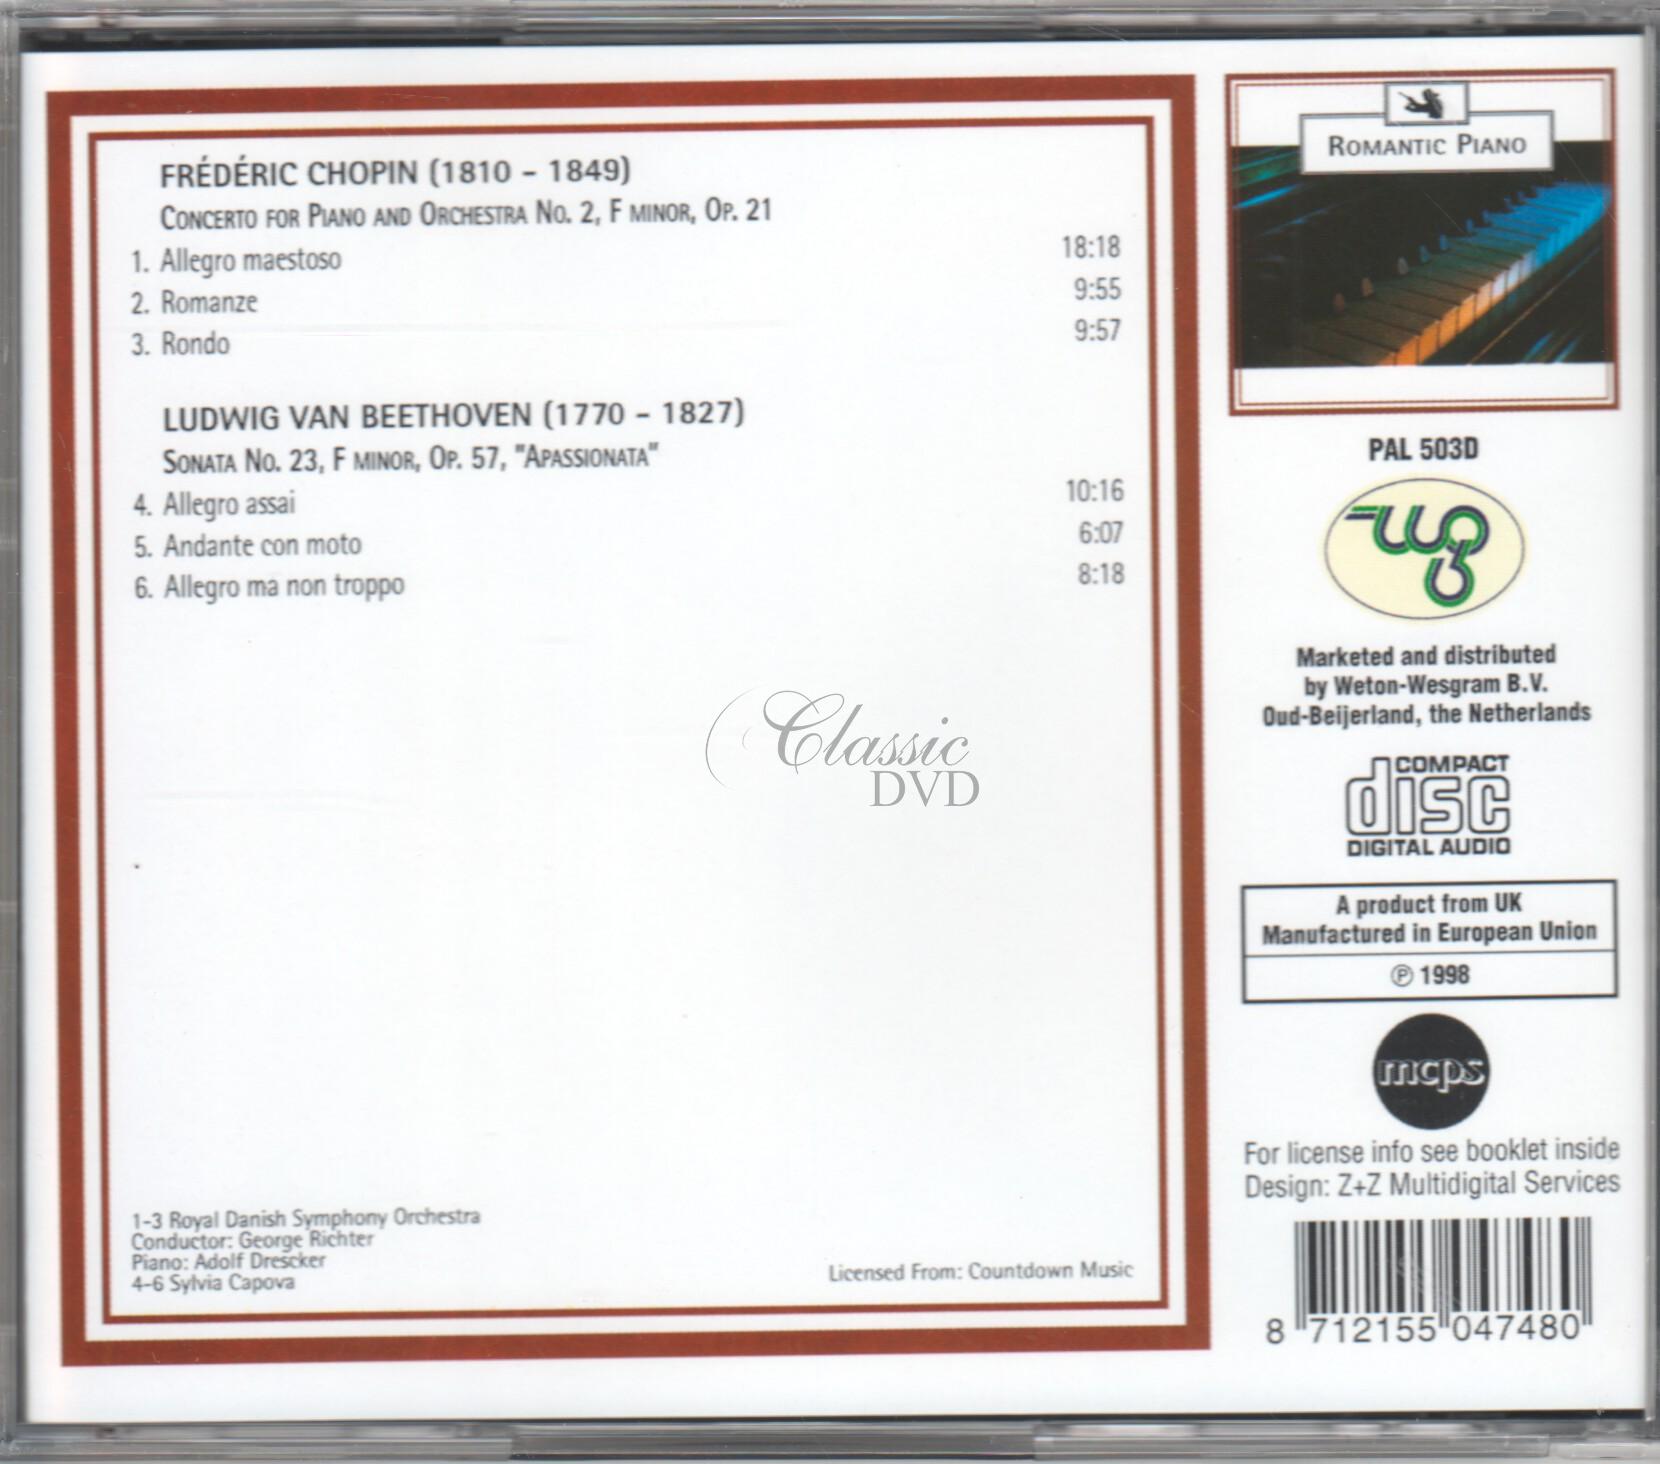 FRÉDÉRIC CHOPIN (1810 – 1849)
CONCERTO FOR PIANO AND ORCHESTRA NO. 2, F MINOR, OP. 21
1. Allegro maestoso 18:18
2. Romanze 9:55
3. Rondo 9:57
LUDWIG VAN BEETHOVEN (1770 – 1827)
SONATA NO. 23, F MINOR, OP. 57, "APASSIONATA"
4. Allegro assai 10:16
5. Andante con moto 6:07
6. Allegro ma non troppo 8:18
Classic
DVD
1-3 Royal Danish Symphony Orchestra
Conductor: George Richter
Piano: Adolf Drescker
4-6 Sylvia Capova
Licensed From: Countdown Music
ROMANTIC PIANO
PAL 503D
Marketed and distributed
by Weton-Wesgram B.V.
Oud-Beijerland, the Netherlands
COMPACT
disc
DIGITAL AUDIO
A product from UK
Manufactured in European Union
℗ 1998
mcps
For license info see booklet inside
Design: Z+Z Multidigital Services
8 712155 047480